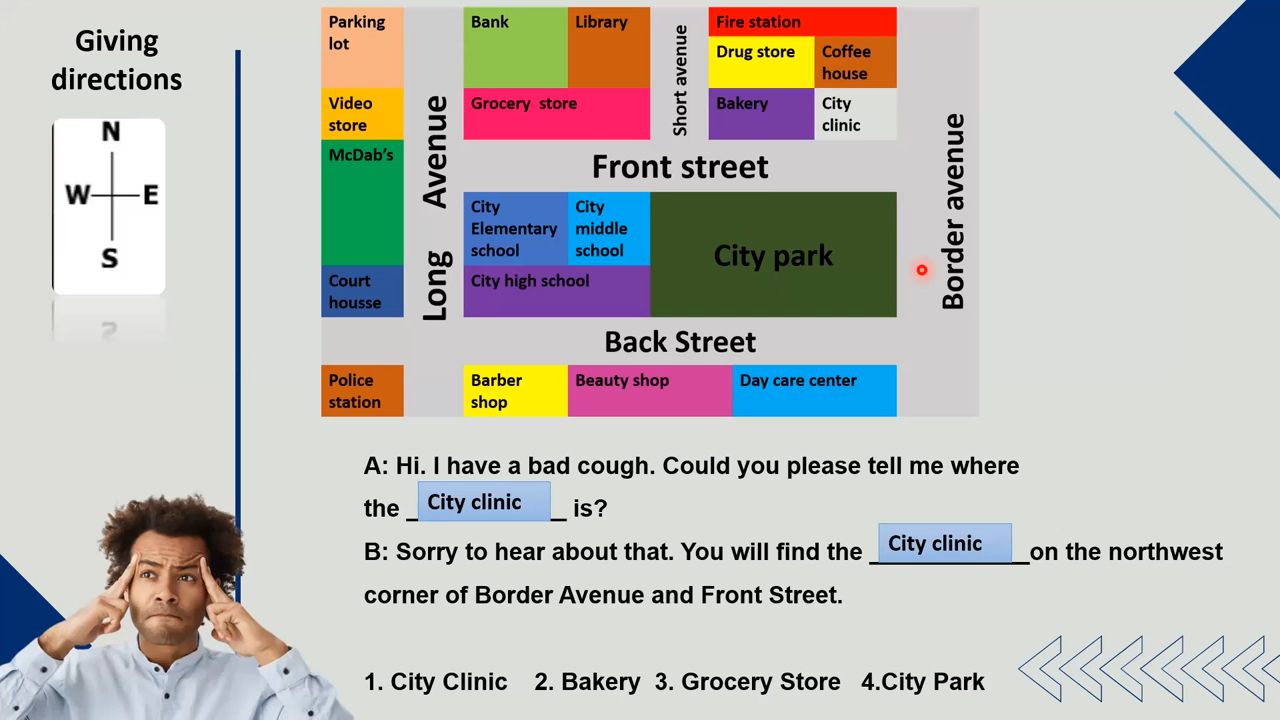 Giving
directions
N
W E
S
Parking
lot
Video
store
McDab's
Court
housse
Police
station
Long Avenue
Bank
Library
Grocery store
Short avenue
Fire station
Drug store
Coffee
house
Bakery
City
clinic
Front street
City
Elementary
school
City
middle
school
City high school
City park
Border avenue
Back Street
Barber
shop
Beauty shop
Day care center
A: Hi. I have a bad cough. Could you please tell me where
the _City clinic_ is?
B: Sorry to hear about that. You will find the _City clinic_on the northwest
corner of Border Avenue and Front Street.
1. City Clinic 2. Bakery 3. Grocery Store 4.City Park